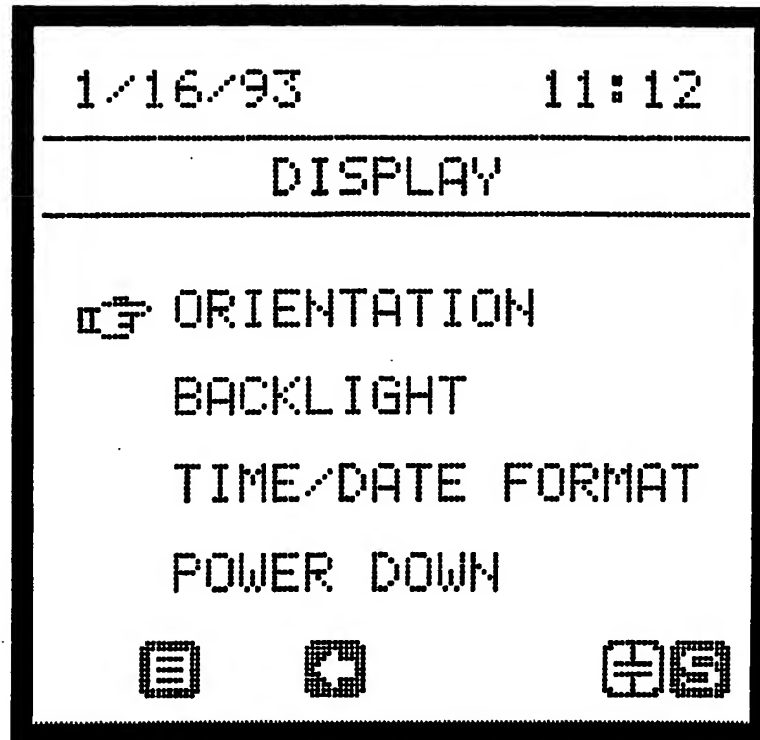 1/16/93 11:12
DISPLAY
ORIENTATION
BACKLIGHT
TIME/DATE FORMAT
POWER DOWN
S